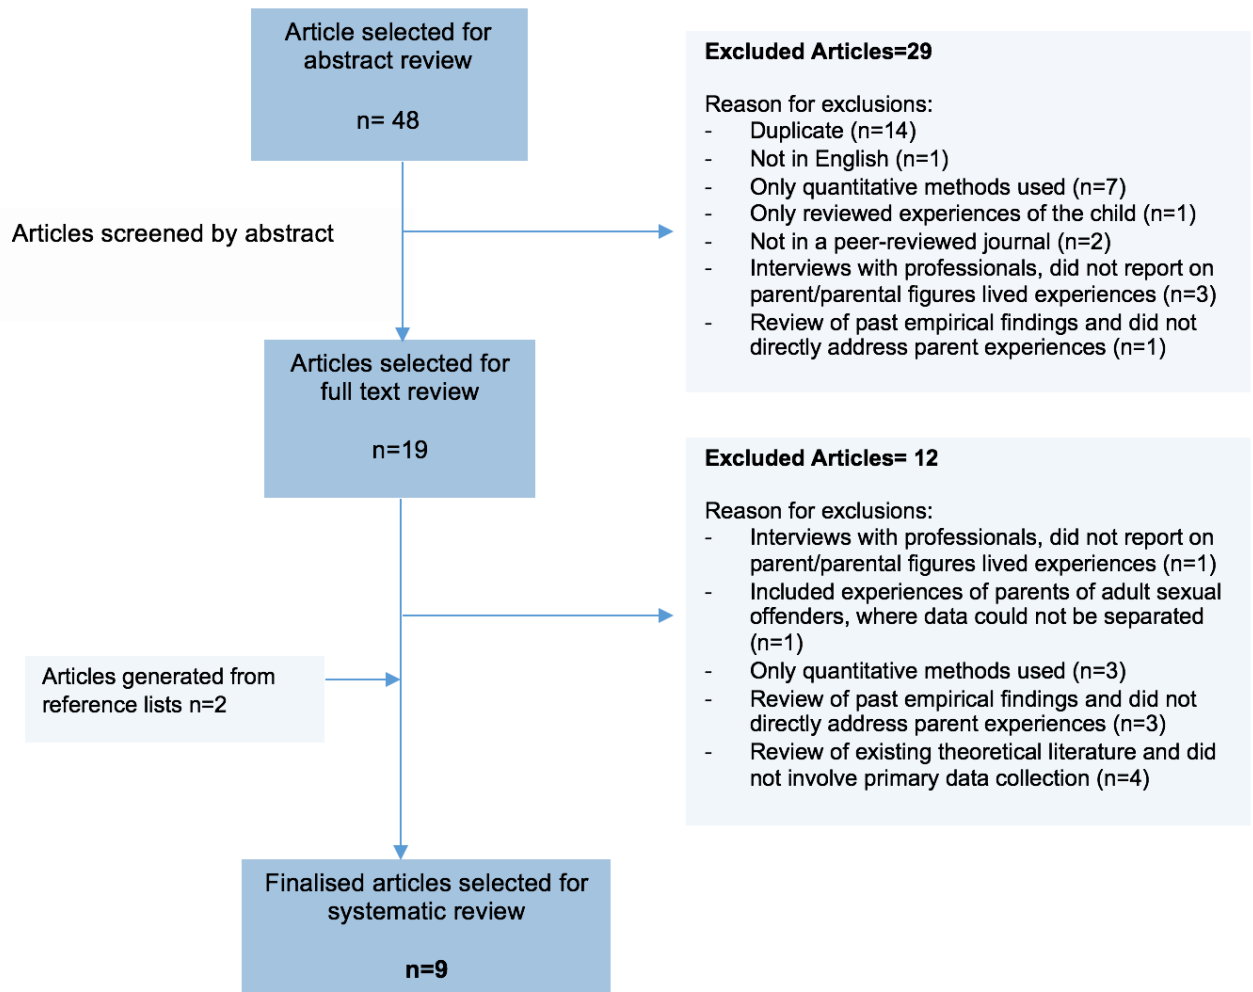 Article selected for
abstract review
n= 48
Excluded Articles=29
Reason for exclusions:
- Duplicate (n=14)
- Not in English (n=1)
- Only quantitative methods used (n=7)
- Only reviewed experiences of the child (n=1)
- Not in a peer-reviewed journal (n=2)
- Interviews with professionals, did not report on
parent/parental figures lived experiences (n=3)
- Review of past empirical findings and did not
directly address parent experiences (n=1)
Articles screened by abstract
Articles selected for
full text review
n=19
Excluded Articles= 12
Reason for exclusions:
- Interviews with professionals, did not report on
parent/parental figures lived experiences (n=1)
- Included experiences of parents of adult sexual
offenders, where data could not be separated
(n=1)
- Only quantitative methods used (n=3)
- Review of past empirical findings and did not
directly address parent experiences (n=3)
- Review of existing theoretical literature and did
not involve primary data collection (n=4)
Articles generated from
reference lists n=2
Finalised articles selected for
systematic review
n=9